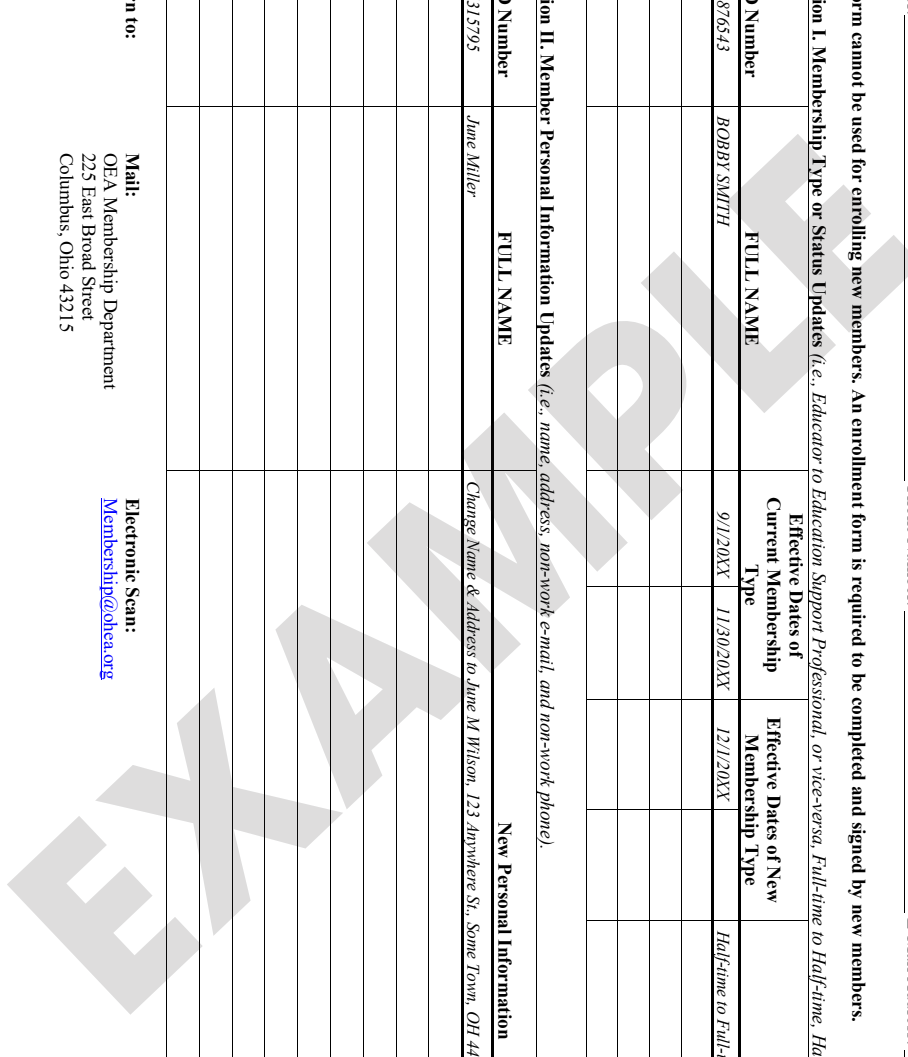 orm cannot be used for enrolling new members. An enrollment form is required to be completed and signed by new members.
ion I. Membership Type or Status Updates (i.e., Educator to Education Support Professional, or vice-versa, Full-time to Half-time, Ha
D Number
FULL NAME
Effective Dates of
Current Membership
Type
Effective Dates of New
Membership Type
876543
BOBBY SMITH
9/1/20XX
11/30/20XX
12/1/20XX
Half-time to Full-t
ion II. Member Personal Information Updates (i.e., name, address, non-work e-mail, and non-work phone).
D Number
FULL NAME
New Personal Information
315795
June Miller
Change Name & Address to June M Wilson, 123 Anywhere St., Some Town, OH 44
n to:
Mail:
OEA Membership Department
225 East Broad Street
Columbus, Ohio 43215
Electronic Scan:
Membership@ohea.org
EXAMPLE